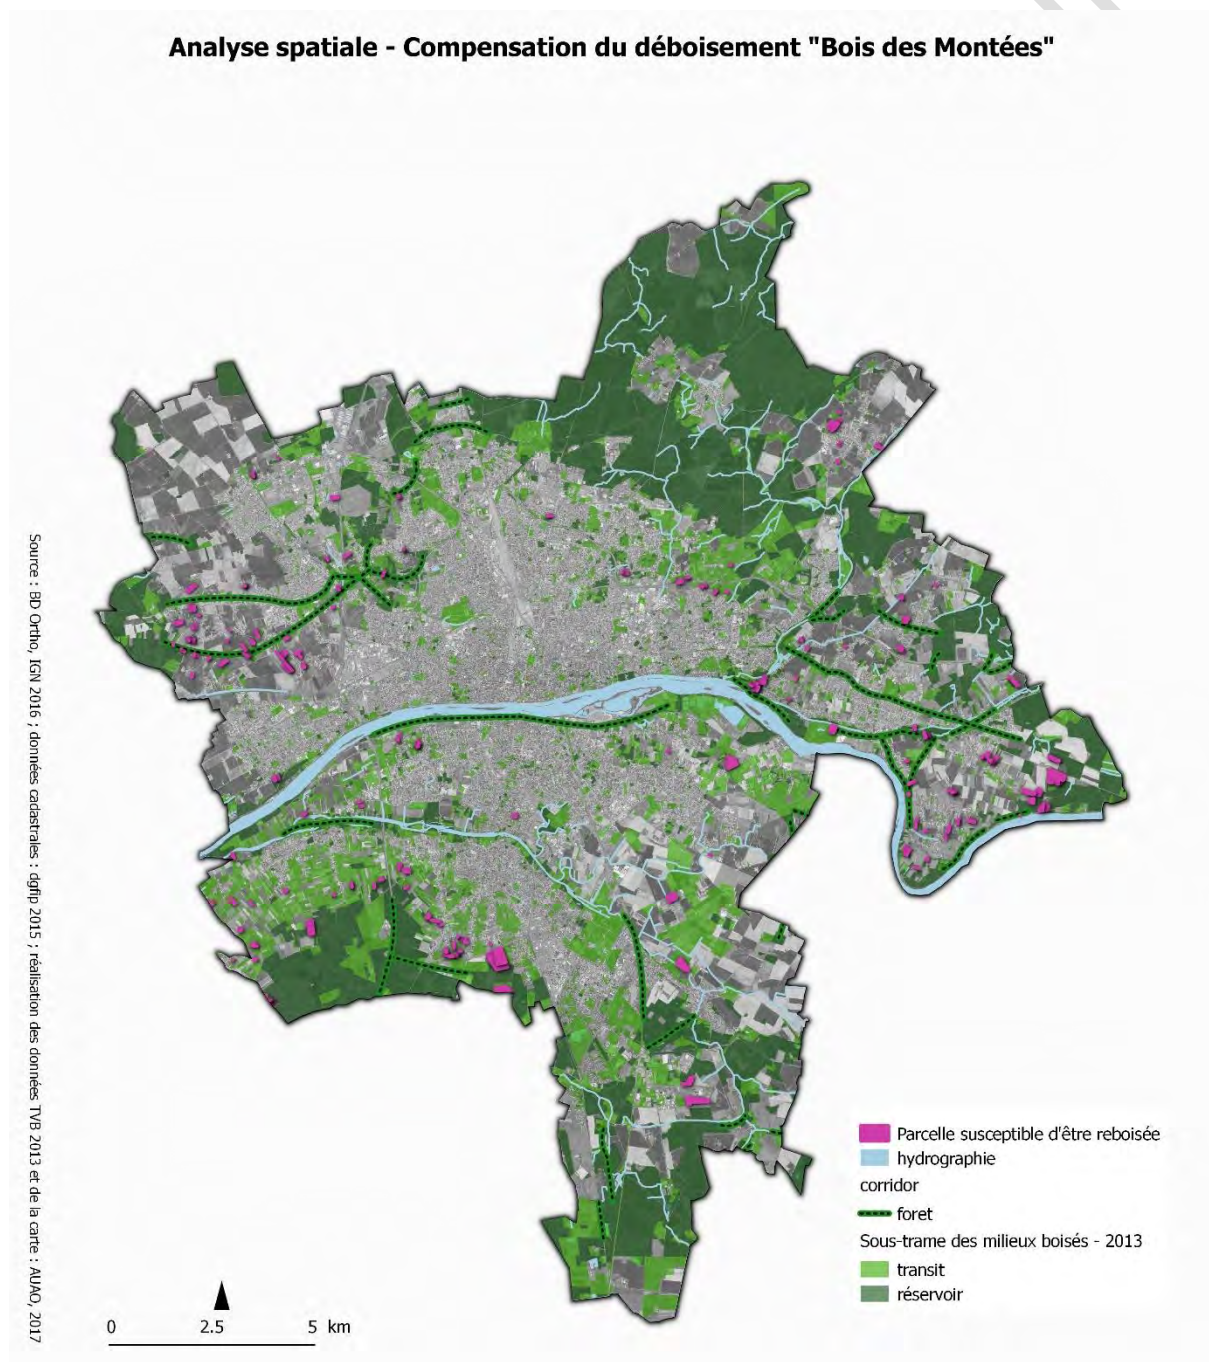 Analyse spatiale - Compensation du déboisement "Bois des Montées"
Source : BD Ortho, IGN 2016 ; données cadastrales : dgfip 2015 ; réalisation des données TVB 2013 et de la carte : AUAO, 2017
Parcelle susceptible d'être reboisée
hydrographie
corridor
foret
Sous-trame des milieux boisés - 2013
transit
réservoir
0 2.5 5 km